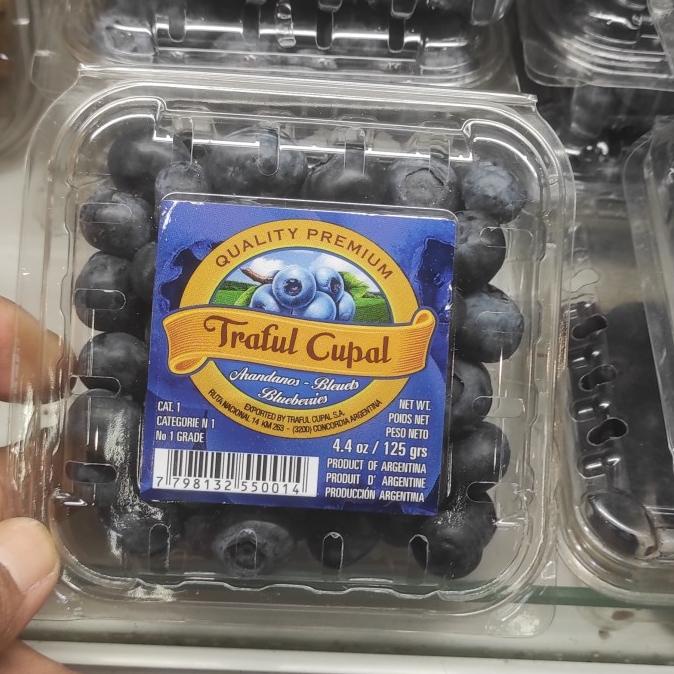 QUALITY PREMIUM
Traful Cupal
Arandanos - Bleuets
Blueberries
EXPORTED BY TRAFUL CUPAL S.A.
RUTA NACIONAL 14 KM 263 - (3200) CONCORDIA ARGENTINA
CAT. 1
CATEGORIE N 1
No 1 GRADE
NET WT.
POIDS NET
PESO NETO
4.4 oz / 125 grs
PRODUCT OF ARGENTINA
PRODUIT D' ARGENTINE
PRODUCCIÓN ARGENTINA
7 798132 550014